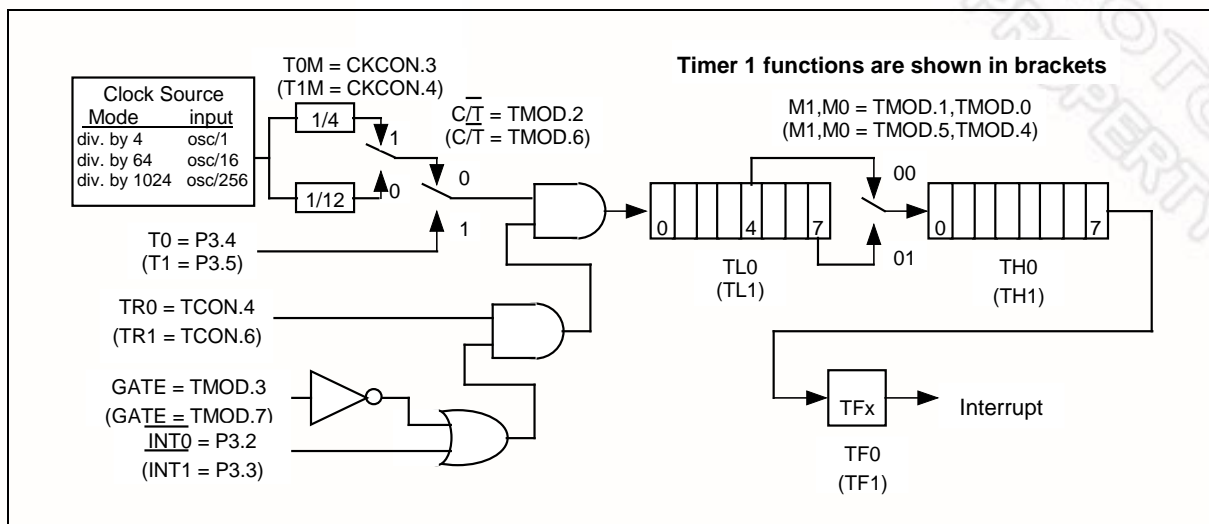 T0M = CKCON.3
(T1M = CKCON.4)
Timer 1 functions are shown in brackets
Clock Source
Mode input
div. by 4 osc/1
div. by 64 osc/16
div. by 1024 osc/256
1/4
1
1/12
0
C/T̅ = TMOD.2
(C/T̅ = TMOD.6)
0
1
M1,M0 = TMOD.1,TMOD.0
(M1,M0 = TMOD.5,TMOD.4)
00
01
0 4 7
TL0
(TL1)
0 7
TH0
(TH1)
T0 = P3.4
(T1 = P3.5)
TR0 = TCON.4
(TR1 = TCON.6)
GATE = TMOD.3
(GATE = TMOD.7)
I̅N̅T̅0̅ = P3.2
(I̅N̅T̅1̅ = P3.3)
TFx
Interrupt
TF0
(TF1)
PROPERTY